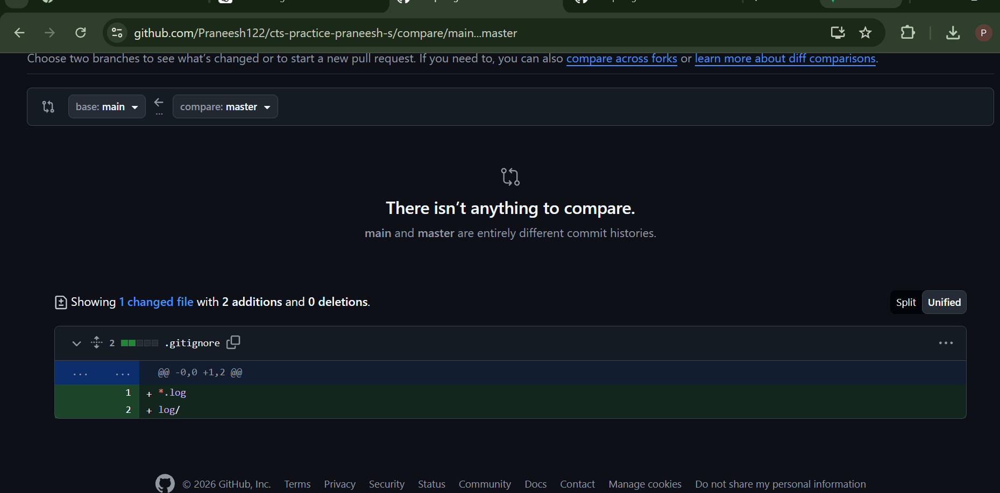 github.com/Praneesh122/cts-practice-praneesh-s/compare/main...master
P
Choose two branches to see what's changed or to start a new pull request. If you need to, you can also compare across forks or learn more about diff comparisons.
base: main
...
compare: master
There isn't anything to compare.
main and master are entirely different commit histories.
Showing 1 changed file with 2 additions and 0 deletions.
Split Unified
2 .gitignore
... ... @@ -0,0 +1,2 @@
1 + *.log
2 + log/
© 2026 GitHub, Inc. Terms Privacy Security Status Community Docs Contact Manage cookies Do not share my personal information